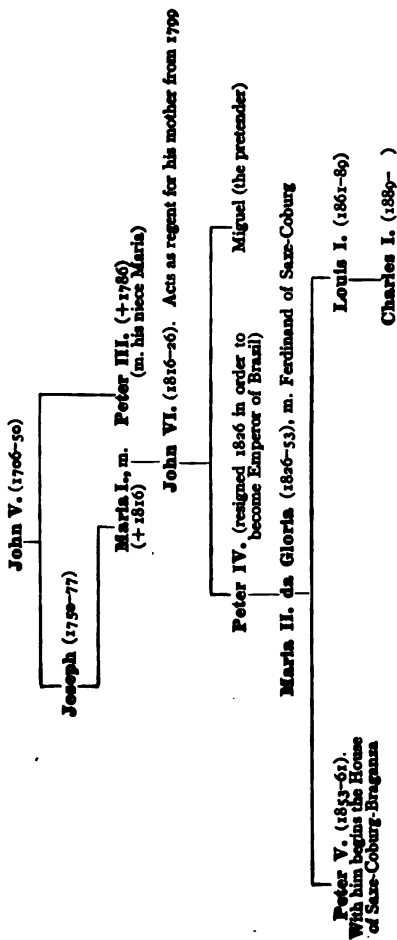 John V. (1706-50)
Joseph (1750-77)
Maria I., m. Peter III. (+1786)
(+1816) (m. his niece Maria)
John VI. (1816-26). Acts as regent for his mother from 1799
Peter IV. (resigned 1826 in order to
become Emperor of Brazil)
Miguel (the pretender)
Maria II. da Gloria (1826-53), m. Ferdinand of Saxe-Coburg
Peter V. (1853-61).
With him begins the House
of Saxe-Coburg-Braganza
Louis I. (1861-89)
Charles I. (1889- )